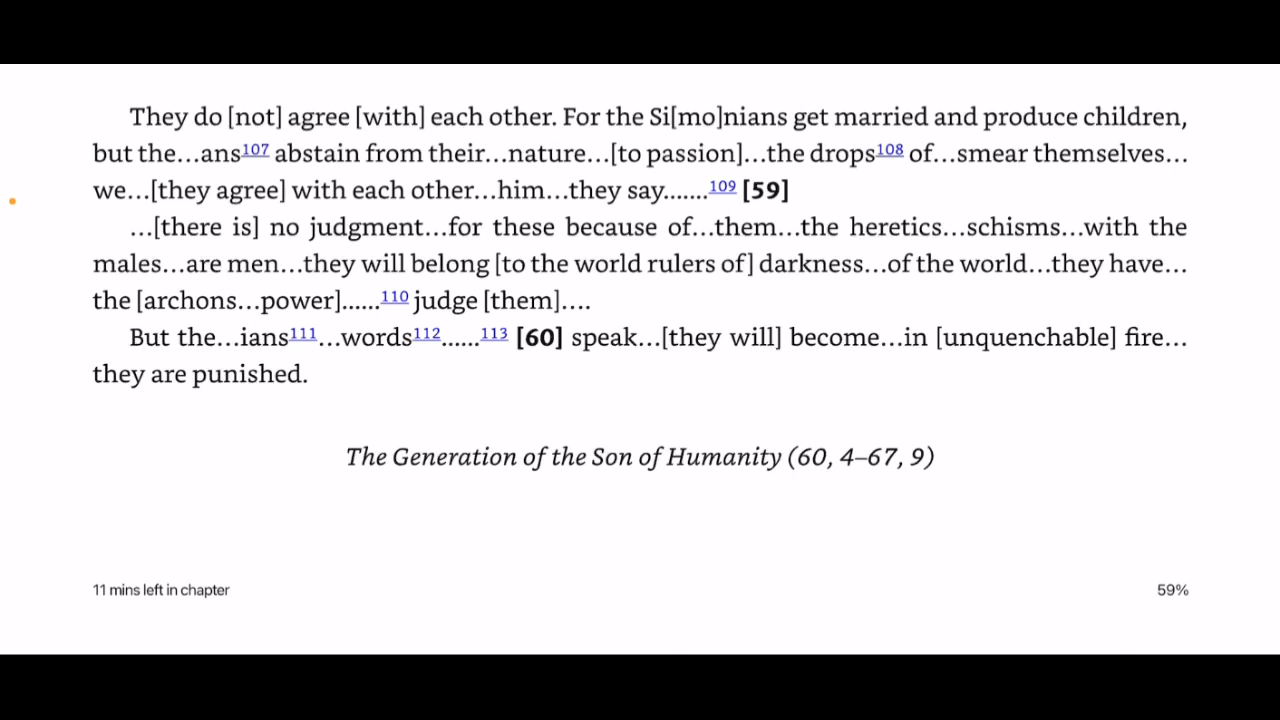 They do [not] agree [with] each other. For the Si[mo]nians get married and produce children,
but the…ans107 abstain from their…nature…[to passion]…the drops108 of…smear themselves…
we…[they agree] with each other…him…they say.......109 [59]
…[there is] no judgment…for these because of…them…the heretics…schisms…with the
males…are men…they will belong [to the world rulers of] darkness…of the world…they have…
the [archons…power]......110 judge [them]….
But the…ians111…words112......113 [60] speak…[they will] become…in [unquenchable] fire…
they are punished.
The Generation of the Son of Humanity (60, 4–67, 9)
11 mins left in chapter
59%